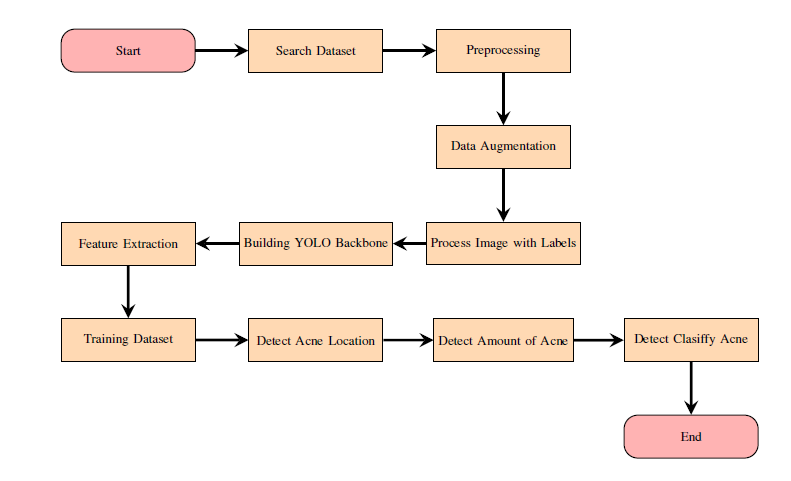 Start
Search Dataset
Preprocessing
Data Augmentation
Process Image with Labels
Building YOLO Backbone
Feature Extraction
Training Dataset
Detect Acne Location
Detect Amount of Acne
Detect Clasiffy Acne
End